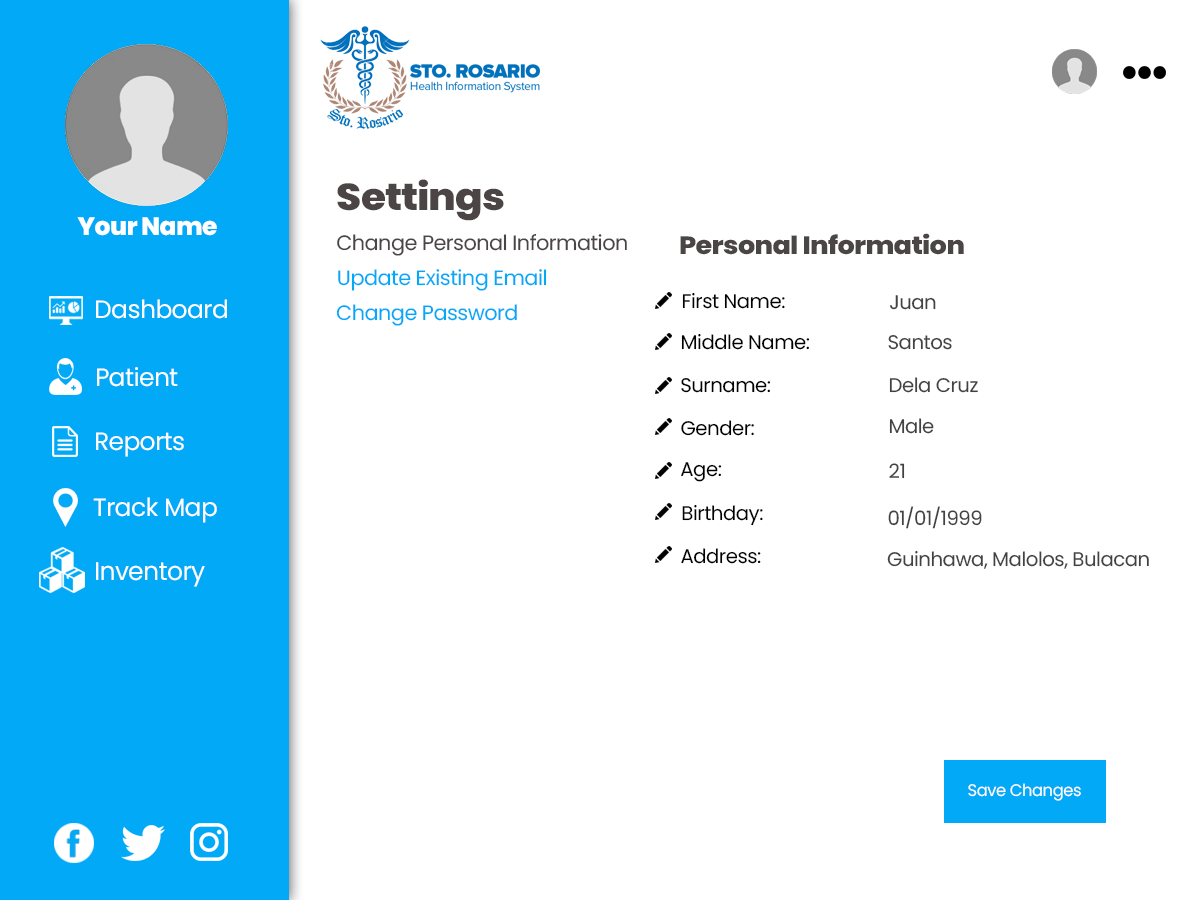 Your Name
Dashboard
Patient
Reports
Track Map
Inventory
STO. ROSARIO
Health Information System
Sto. Rosario
Settings
Change Personal Information
Update Existing Email
Change Password
Personal Information
First Name: Juan
Middle Name: Santos
Surname: Dela Cruz
Gender: Male
Age: 21
Birthday: 01/01/1999
Address: Guinhawa, Malolos, Bulacan
Save Changes